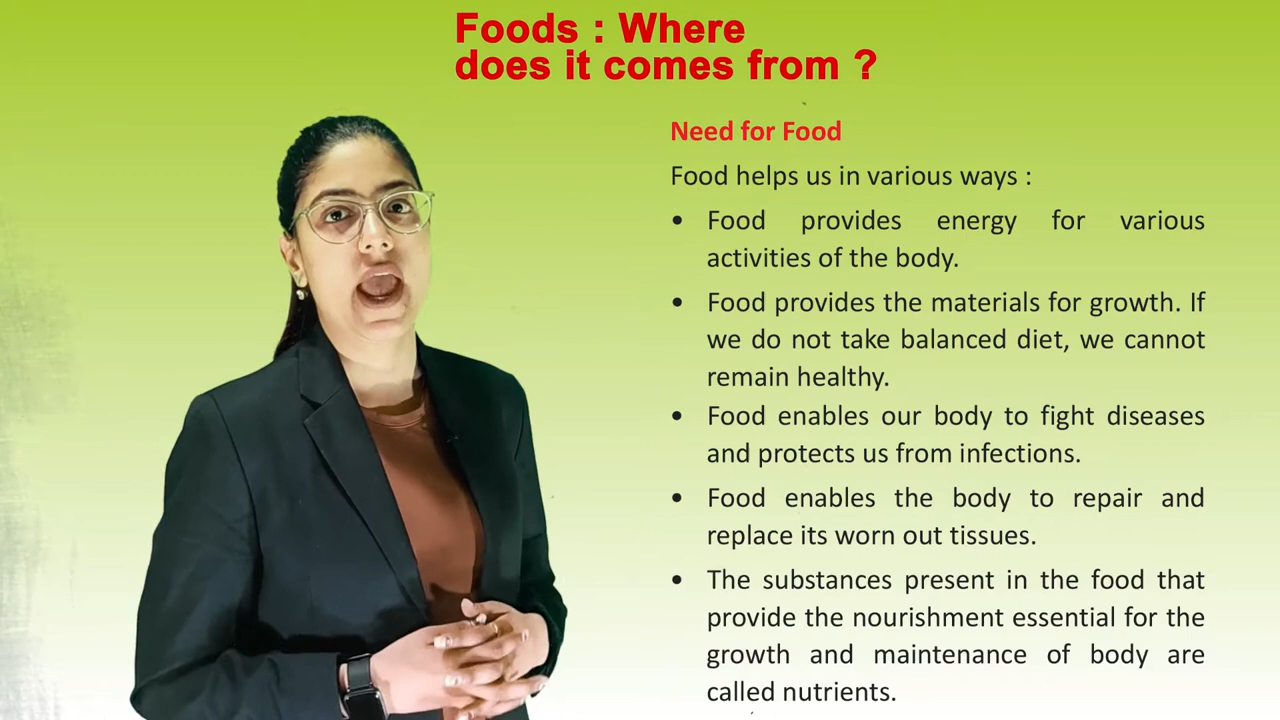 Foods : Where
does it comes from ?
Need for Food
Food helps us in various ways :
• Food provides energy for various
activities of the body.
• Food provides the materials for growth. If
we do not take balanced diet, we cannot
remain healthy.
• Food enables our body to fight diseases
and protects us from infections.
• Food enables the body to repair and
replace its worn out tissues.
• The substances present in the food that
provide the nourishment essential for the
growth and maintenance of body are
called nutrients.